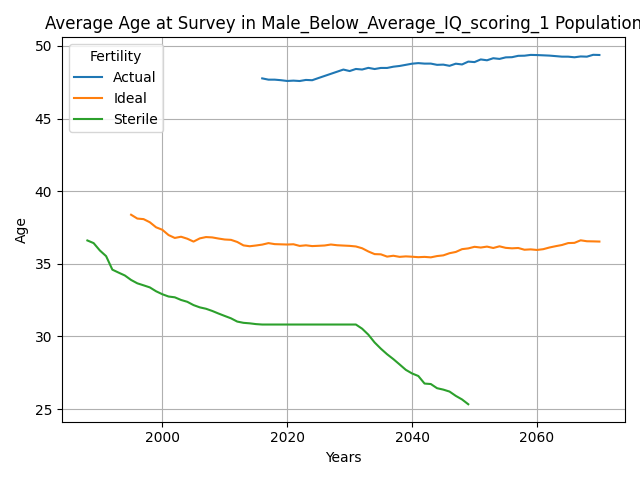 Average Age at Survey in Male_Below_Average_IQ_scoring_1 Population
Fertility
Actual
Ideal
Sterile
50
45
40
35
30
25
Age
2000 2020 2040 2060
Years